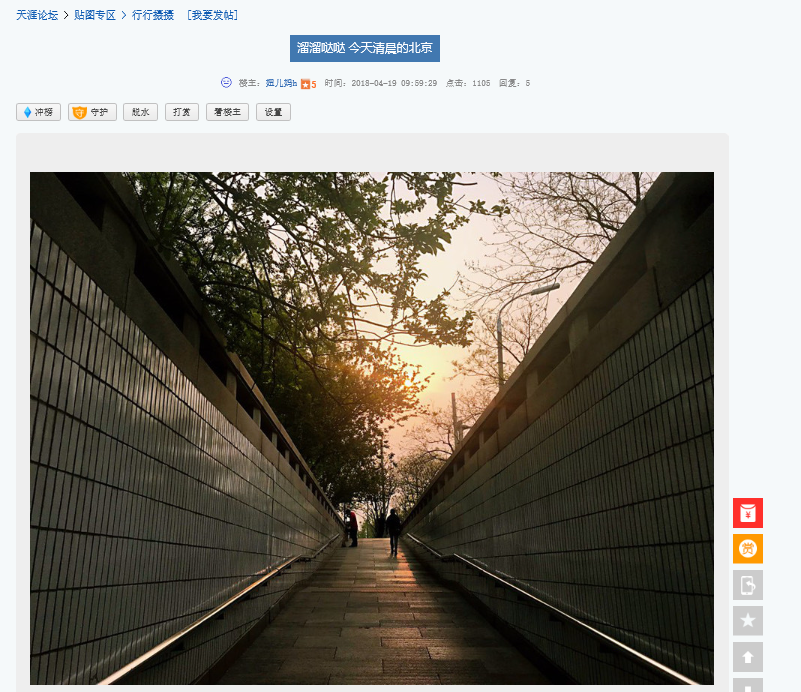 天涯论坛 > 贴图专区 > 行行摄摄 [我要发帖]
溜溜哒哒 今天清晨的北京
楼主：妞儿妈h 5 时间：2018-04-19 09:59:29 点击：1105 回复：5
冲榜 守护 脱水 打赏 看楼主 设置
¥
赏